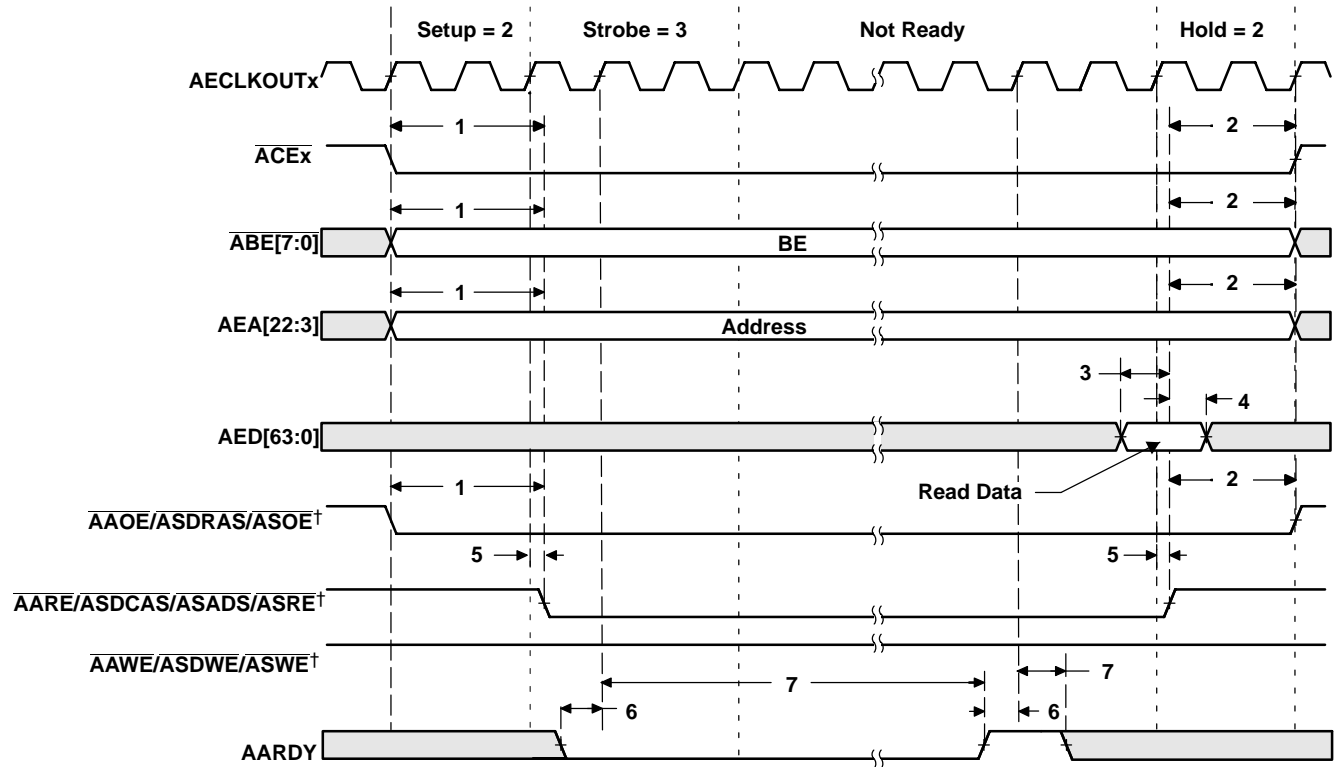 Setup = 2 Strobe = 3 Not Ready Hold = 2
AECLKOUTx
1 2
ACEx
1 2
ABE[7:0] BE
1 2
AEA[22:3] Address
3
4
AED[63:0]
1 Read Data 2
AAOE/ASDRAS/ASOE†
5 5
AARE/ASDCAS/ASADS/ASRE†
AAWE/ASDWE/ASWE†
7 7
6 6
AARDY